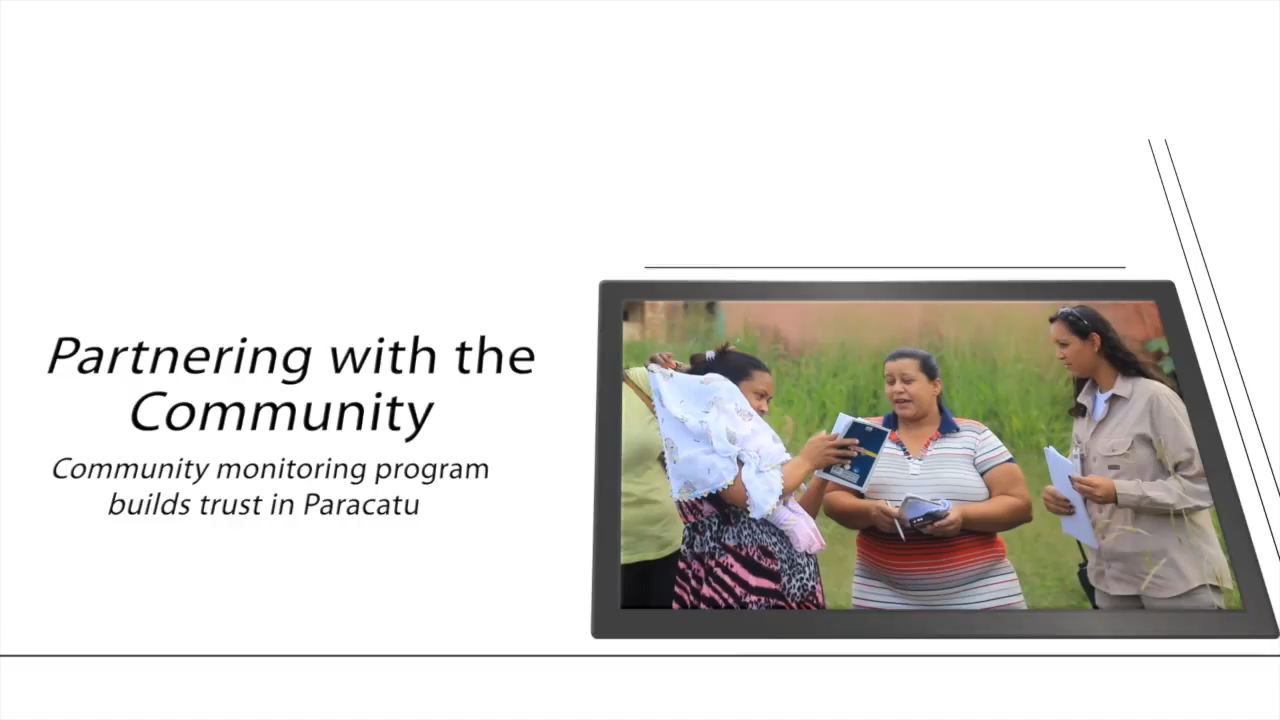 Partnering with the
Community
Community monitoring program
builds trust in Paracatu